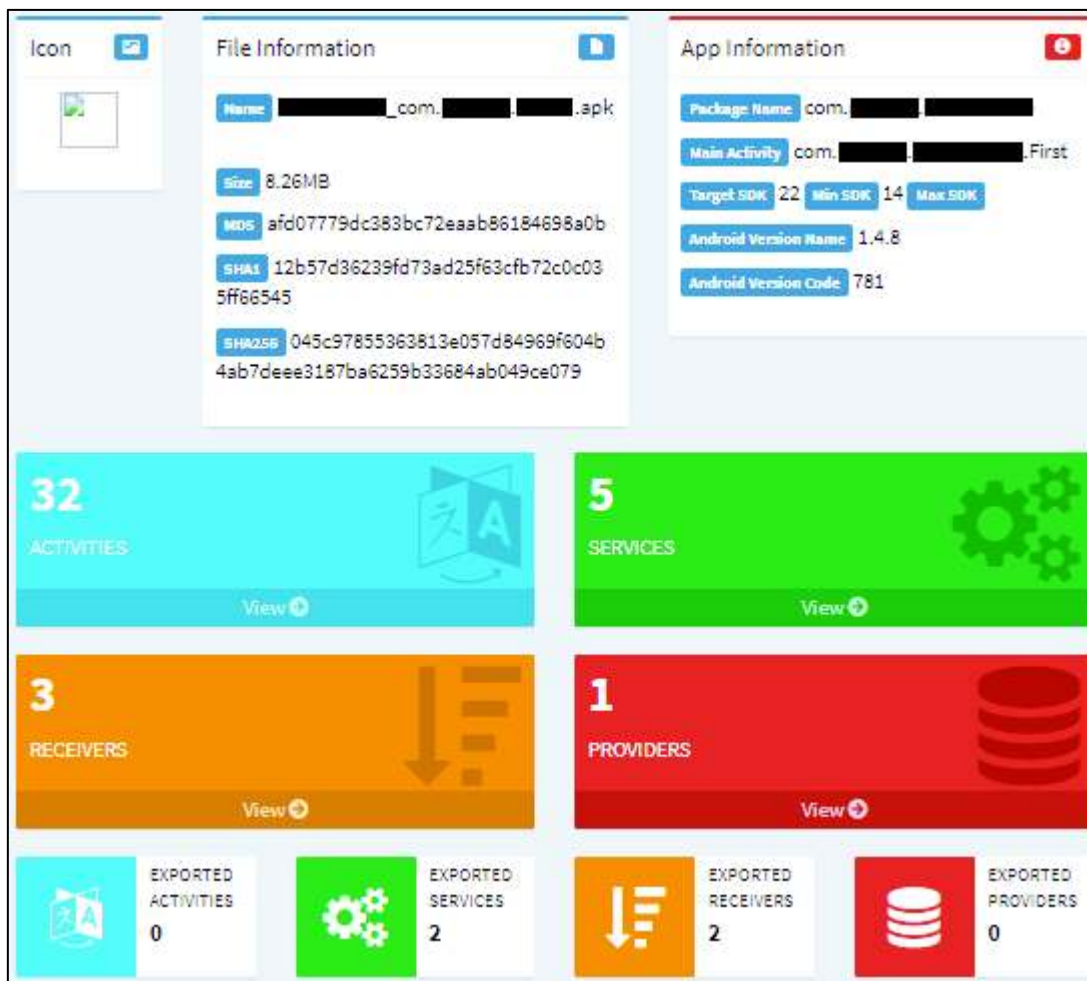 Icon
File Information
Name _com. . .apk
Size 8.26MB
MD5 afd07779dc383bc72eaab86184698a0b
SHA1 12b57d36239fd73ad25f63cfb72c0c03
5ff66545
SHA256 045c97855363813e057d84969f604b
4ab7deee3187ba6259b33684ab049ce079
App Information
Package Name com. .
Main Activity com. . .First
Target SDK 22 Min SDK 14 Max SDK
Android Version Name 1.4.8
Android Version Code 781
32
ACTIVITIES
View
5
SERVICES
View
3
RECEIVERS
View
1
PROVIDERS
View
EXPORTED
ACTIVITIES
0
EXPORTED
SERVICES
2
EXPORTED
RECEIVERS
2
EXPORTED
PROVIDERS
0